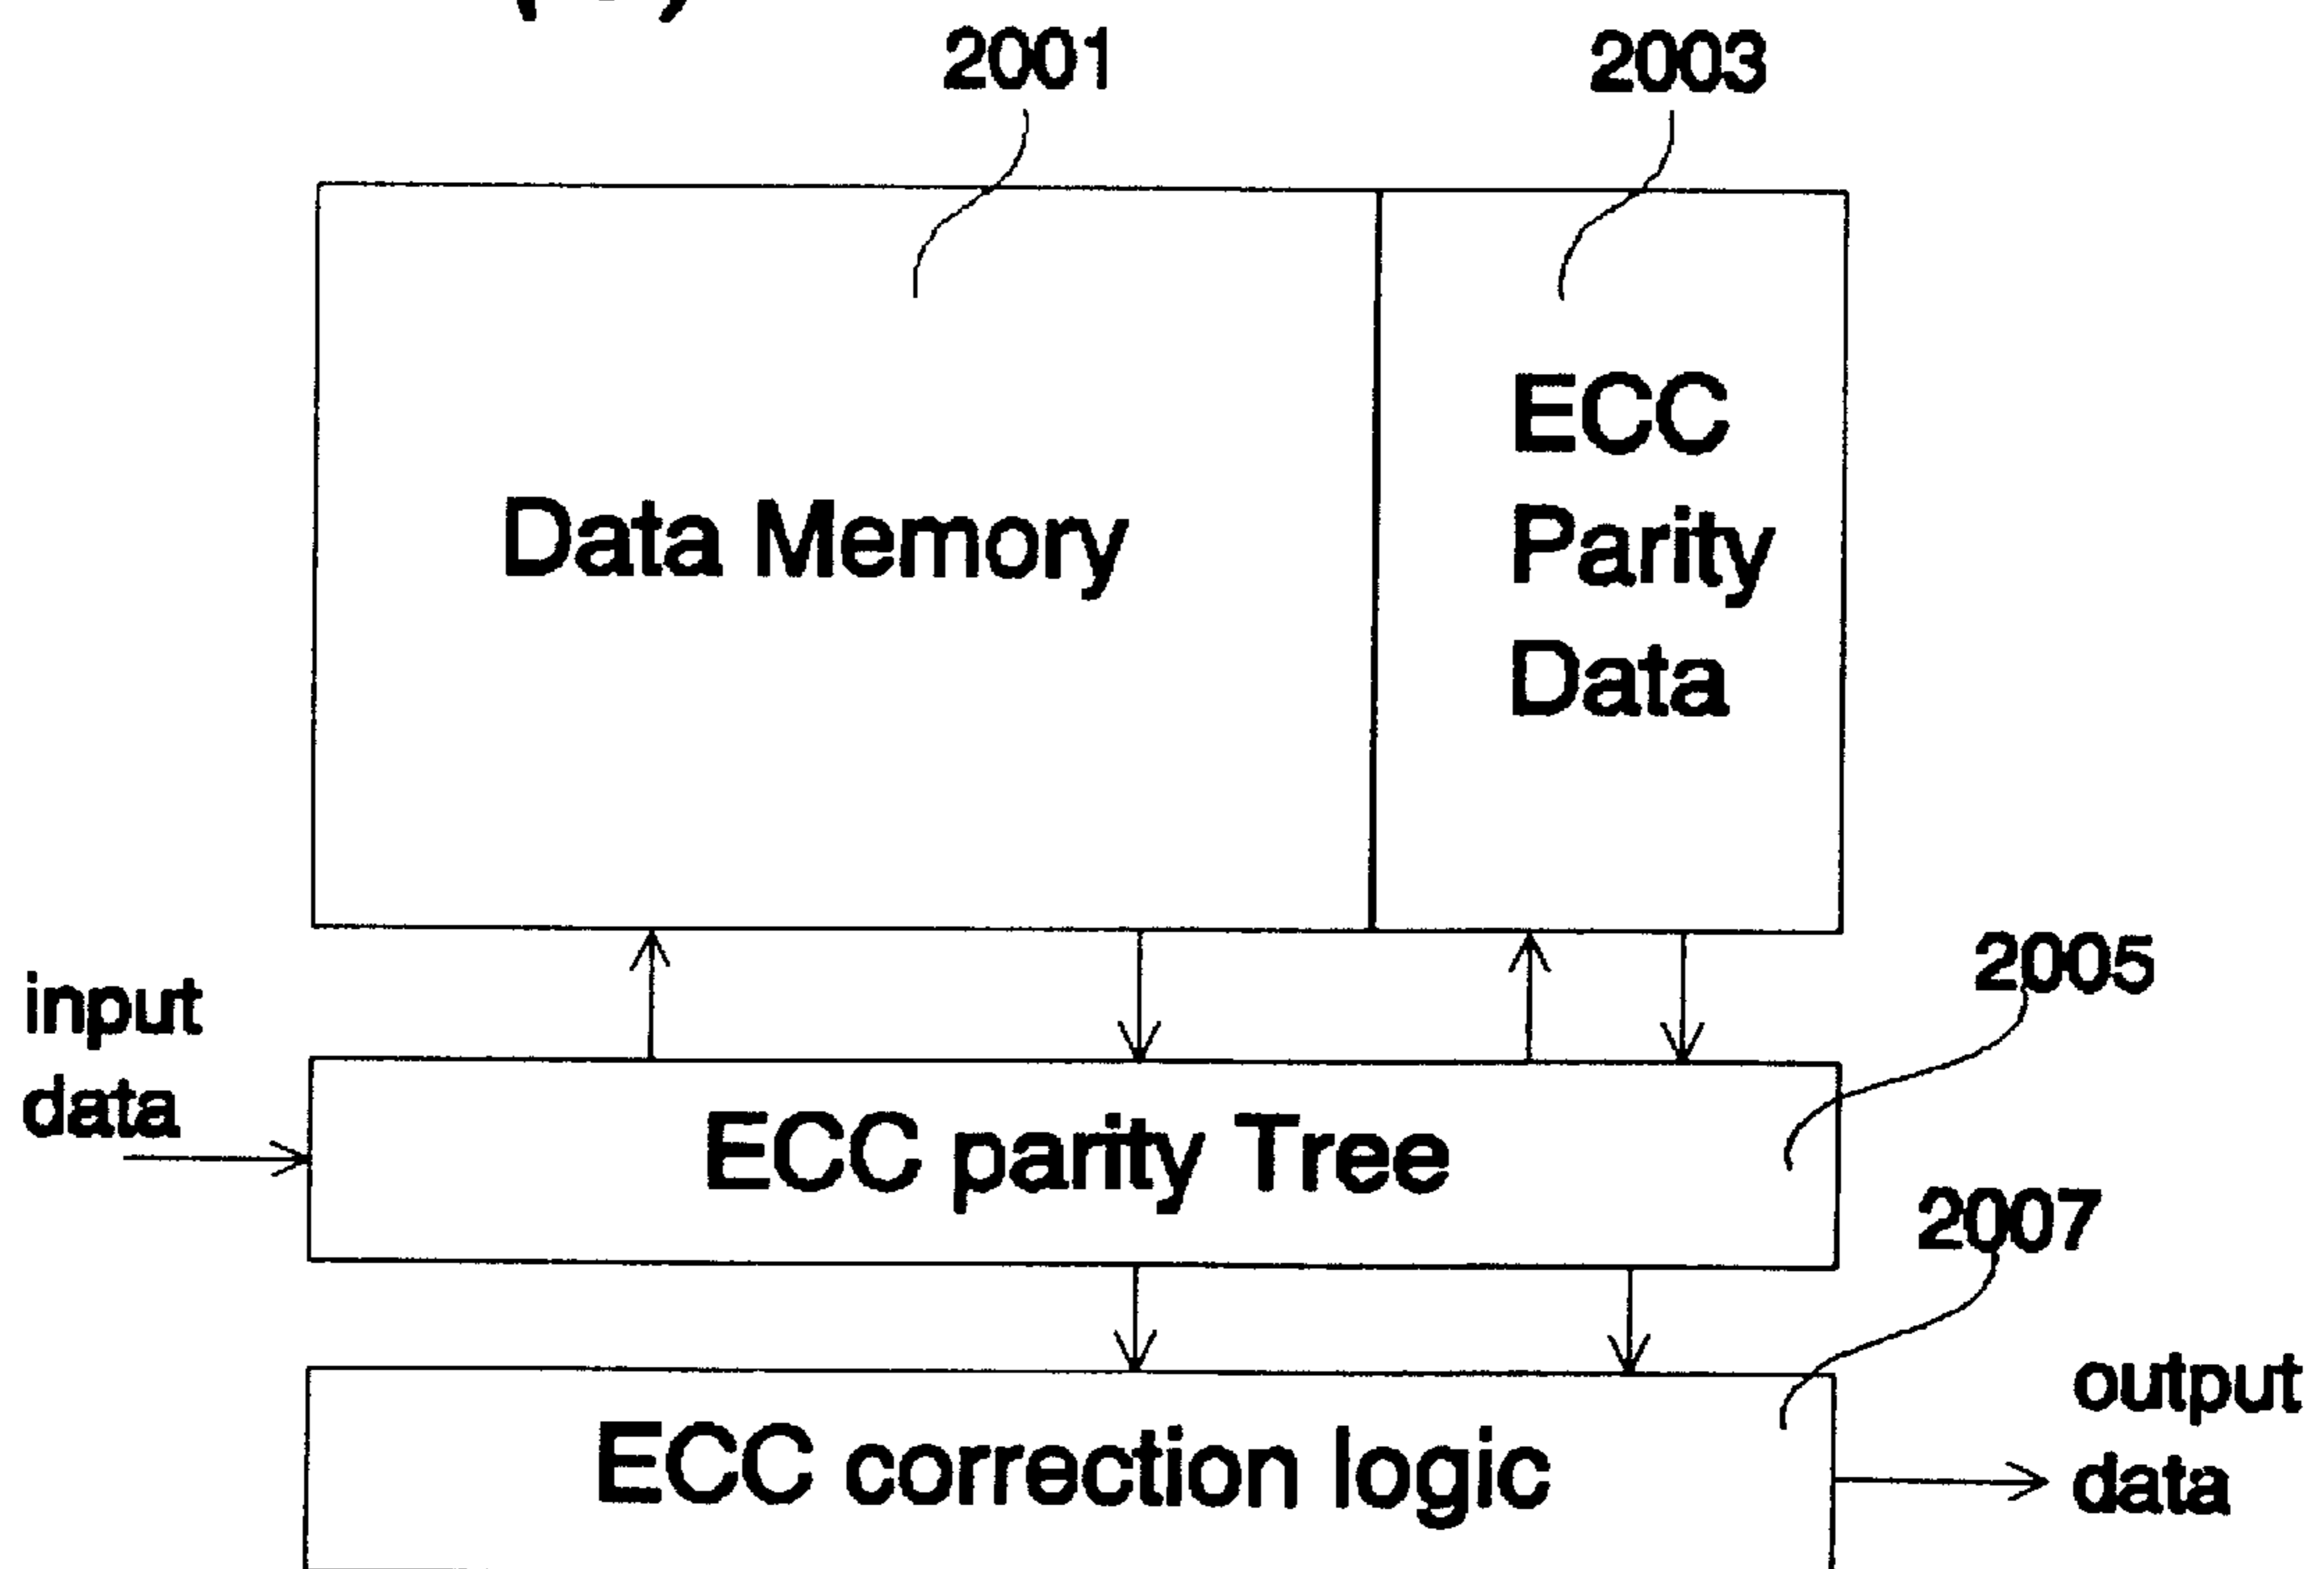 2001
2003
Data Memory
ECC
Parity
Data
input
data
2005
ECC parity Tree
2007
ECC correction logic
output
data